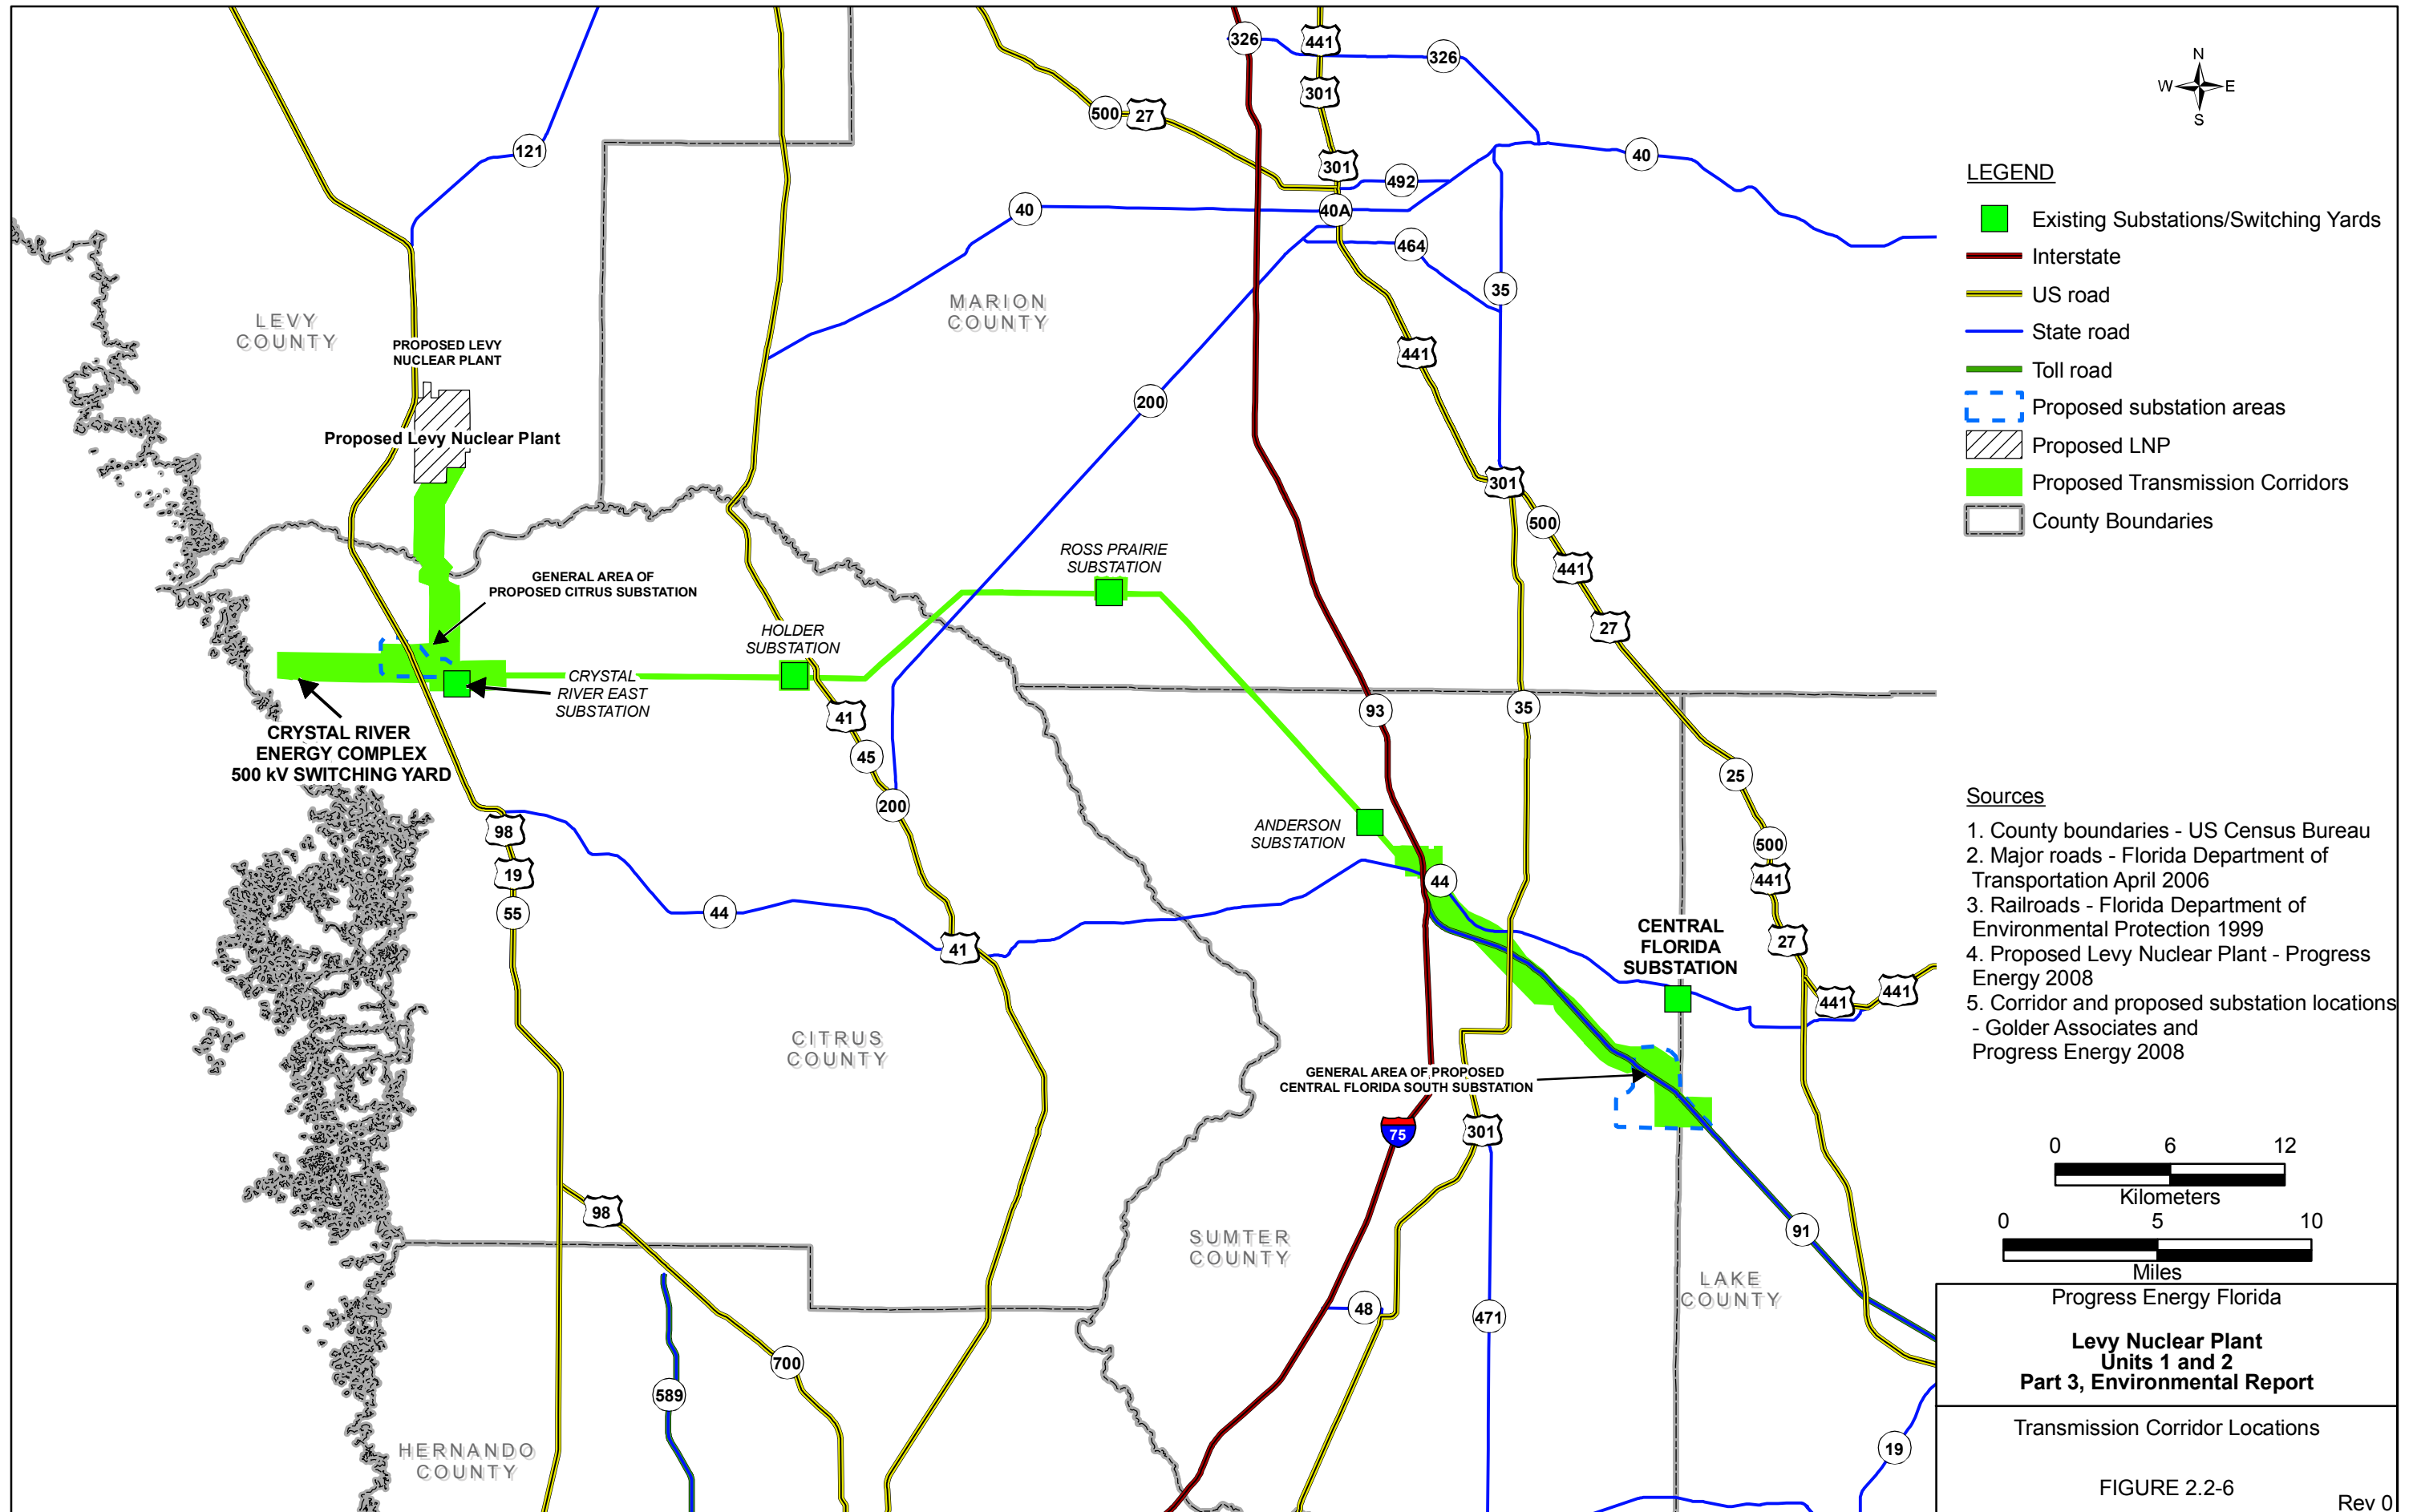 326
441
326
301
500
27
121
301
492
40
40
40A
464
35
LEVY
COUNTY
MARION
COUNTY
PROPOSED LEVY
NUCLEAR PLANT
441
200
Proposed Levy Nuclear Plant
301
500
ROSS PRAIRIE
SUBSTATION
441
GENERAL AREA OF
PROPOSED CITRUS SUBSTATION
27
HOLDER
SUBSTATION
CRYSTAL
RIVER EAST
SUBSTATION
CRYSTAL RIVER
ENERGY COMPLEX
500 kV SWITCHING YARD
41
93
35
45
25
200
98
ANDERSON
SUBSTATION
500
19
441
44
55
44
CENTRAL
FLORIDA
SUBSTATION
27
41
441
441
CITRUS
COUNTY
GENERAL AREA OF PROPOSED
CENTRAL FLORIDA SOUTH SUBSTATION
75
301
98
91
SUMTER
COUNTY
LAKE
COUNTY
48
471
700
589
HERNANDO
COUNTY
19
N
W E
S
LEGEND
Existing Substations/Switching Yards
Interstate
US road
State road
Toll road
Proposed substation areas
Proposed LNP
Proposed Transmission Corridors
County Boundaries
Sources
1. County boundaries - US Census Bureau
2. Major roads - Florida Department of
Transportation April 2006
3. Railroads - Florida Department of
Environmental Protection 1999
4. Proposed Levy Nuclear Plant - Progress
Energy 2008
5. Corridor and proposed substation locations
- Golder Associates and
Progress Energy 2008
0 6 12
Kilometers
0 5 10
Miles
Progress Energy Florida
Levy Nuclear Plant
Units 1 and 2
Part 3, Environmental Report
Transmission Corridor Locations
FIGURE 2.2-6
Rev 0